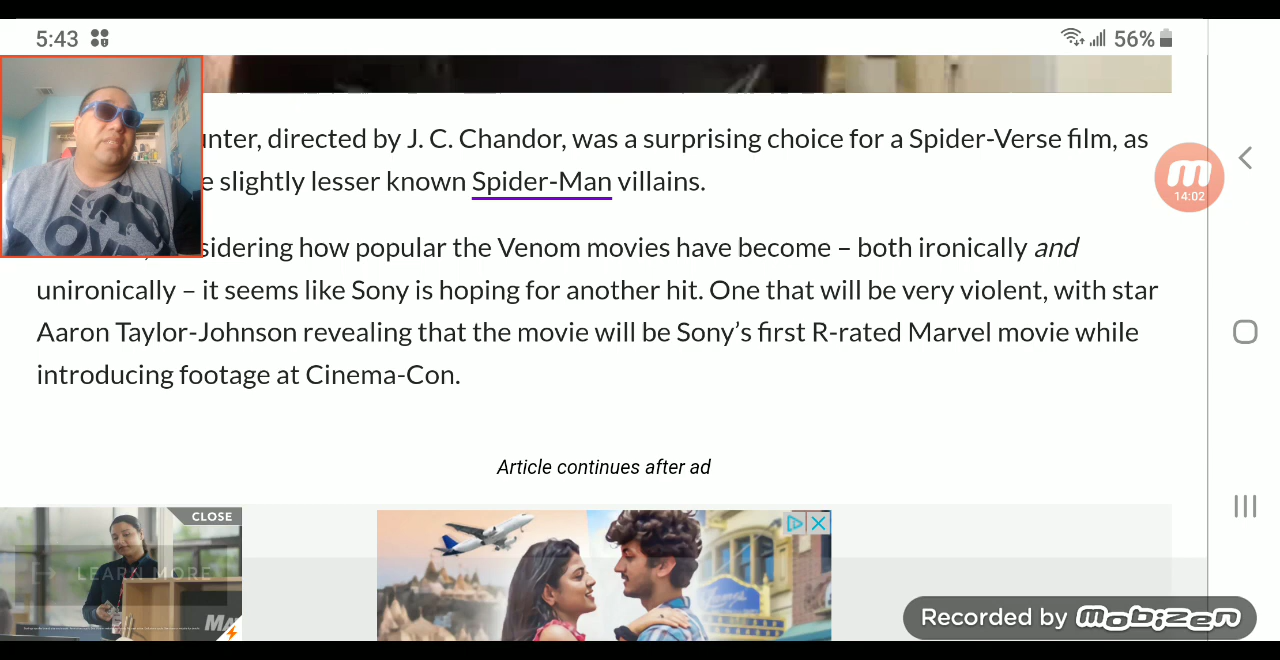 5:43
56%
unter, directed by J. C. Chandor, was a surprising choice for a Spider-Verse film, as
e slightly lesser known Spider-Man villains.
14:02
sidering how popular the Venom movies have become – both ironically and
unironically – it seems like Sony is hoping for another hit. One that will be very violent, with star
Aaron Taylor-Johnson revealing that the movie will be Sony’s first R-rated Marvel movie while
introducing footage at Cinema-Con.
Article continues after ad
CLOSE
LEARN MORE
Recorded by mobizen